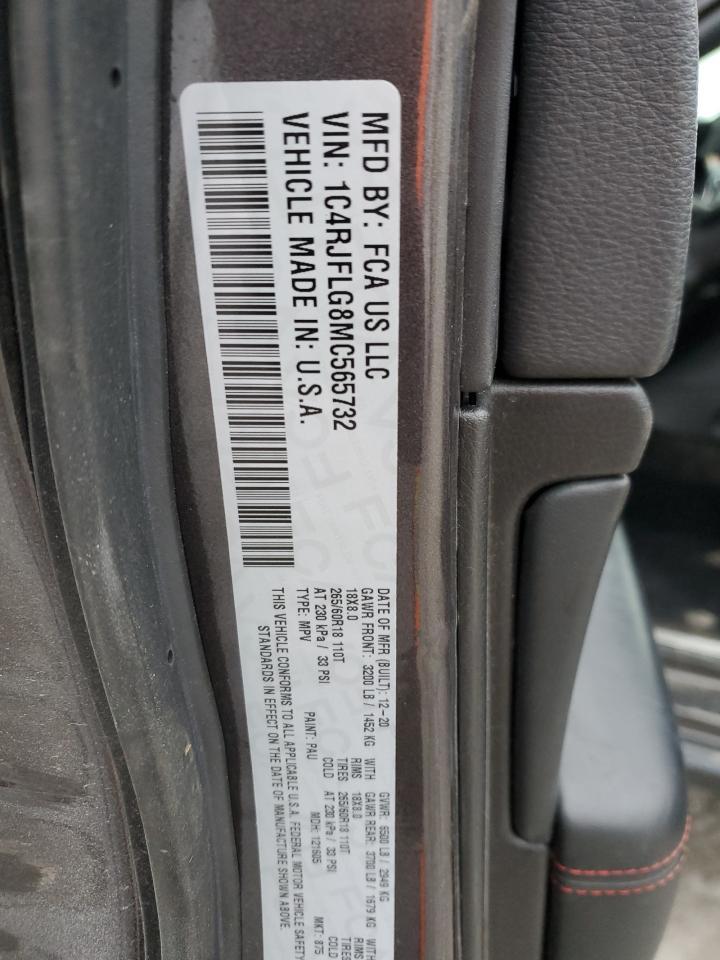 MFD BY: FCA US LLC
VIN: 1C4RJFLG8MC565732
VEHICLE MADE IN: U.S.A.
DATE OF MFR (BUILT): 12-20 GVWR: 6500 LB / 2949 KG
GAWR FRONT: 3200 LB / 1452 KG WITH GAWR REAR: 3700 LB / 1679 KG WITH
18X8.0 RIMS 18X8.0 RIMS
265/60R18 110T TIRES 265/60R18 110T TIRES
AT 230 kPa / 33 PSI COLD AT 230 kPa / 33 PSI COLD
TYPE: MPV PAINT: PAU MDH: 121605 MKT: 875
THIS VEHICLE CONFORMS TO ALL APPLICABLE U.S.A. FEDERAL MOTOR VEHICLE SAFETY
STANDARDS IN EFFECT ON THE DATE OF MANUFACTURE SHOWN ABOVE.